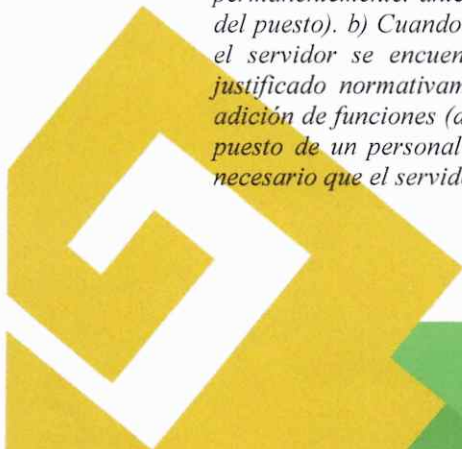 del puesto). b) Cuando
el servidor se encuen
justificado normativam
adición de funciones (a
puesto de un personal
necesario que el servido